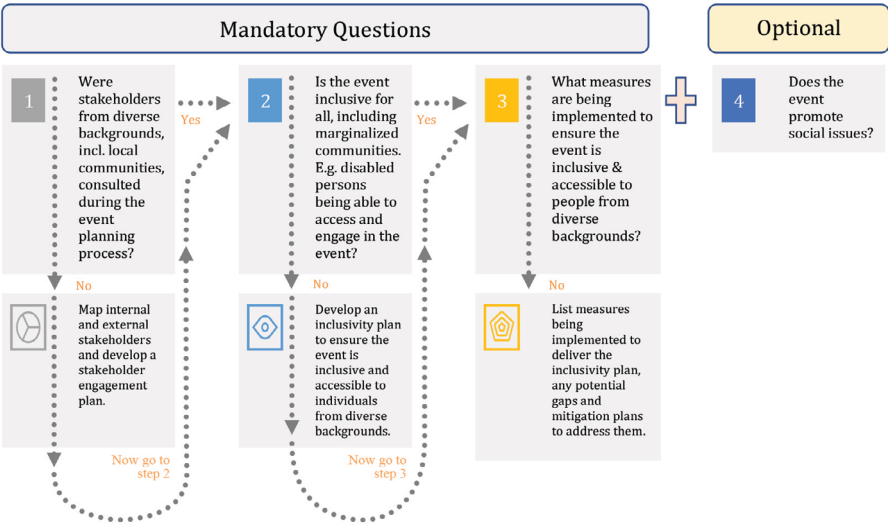 Mandatory Questions
Optional
1
Were
stakeholders
from diverse
backgrounds,
incl. local
communities,
consulted
during the
event
planning
process?
Yes
No
Map internal
and external
stakeholders
and develop a
stakeholder
engagement
plan.
Now go to
step 2
2
Is the event
inclusive for
all, including
marginalized
communities.
E.g. disabled
persons
being able to
access and
engage in the
event?
Yes
No
Develop an
inclusivity plan
to ensure the
event is
inclusive and
accessible to
individuals
from diverse
backgrounds.
Now go to
step 3
3
What measures
are being
implemented to
ensure the
event is
inclusive &
accessible to
people from
diverse
backgrounds?
No
List measures
being
implemented to
deliver the
inclusivity plan,
any potential
gaps and
mitigation plans
to address them.
4
Does the
event
promote
social issues?